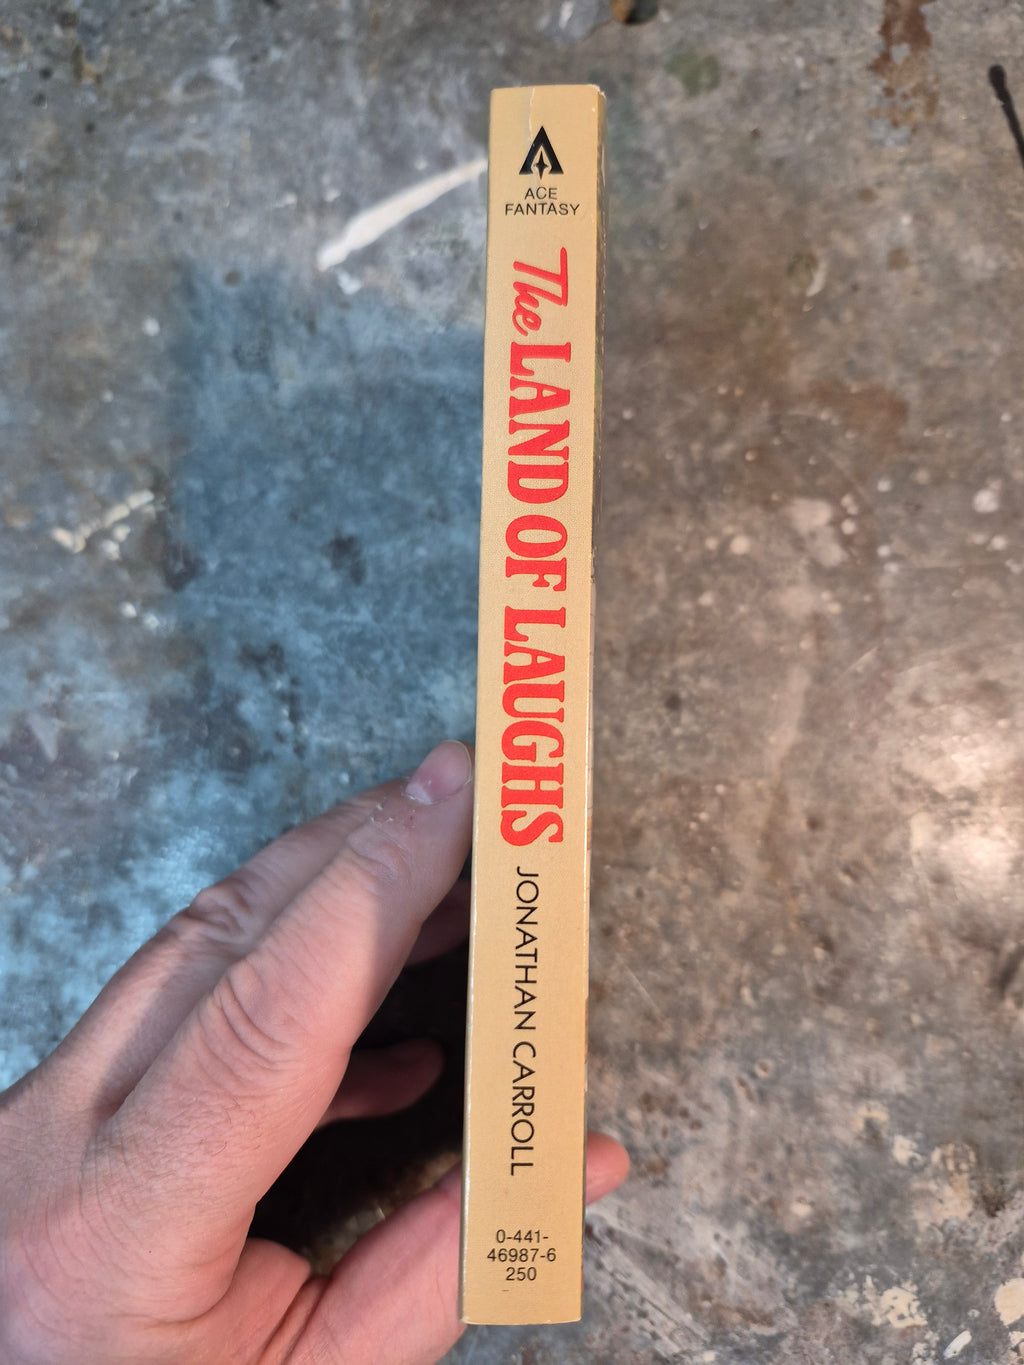 ACE
FANTASY
The LAND OF LAUGHS
JONATHAN CARROLL
0-441-
46987-6
250